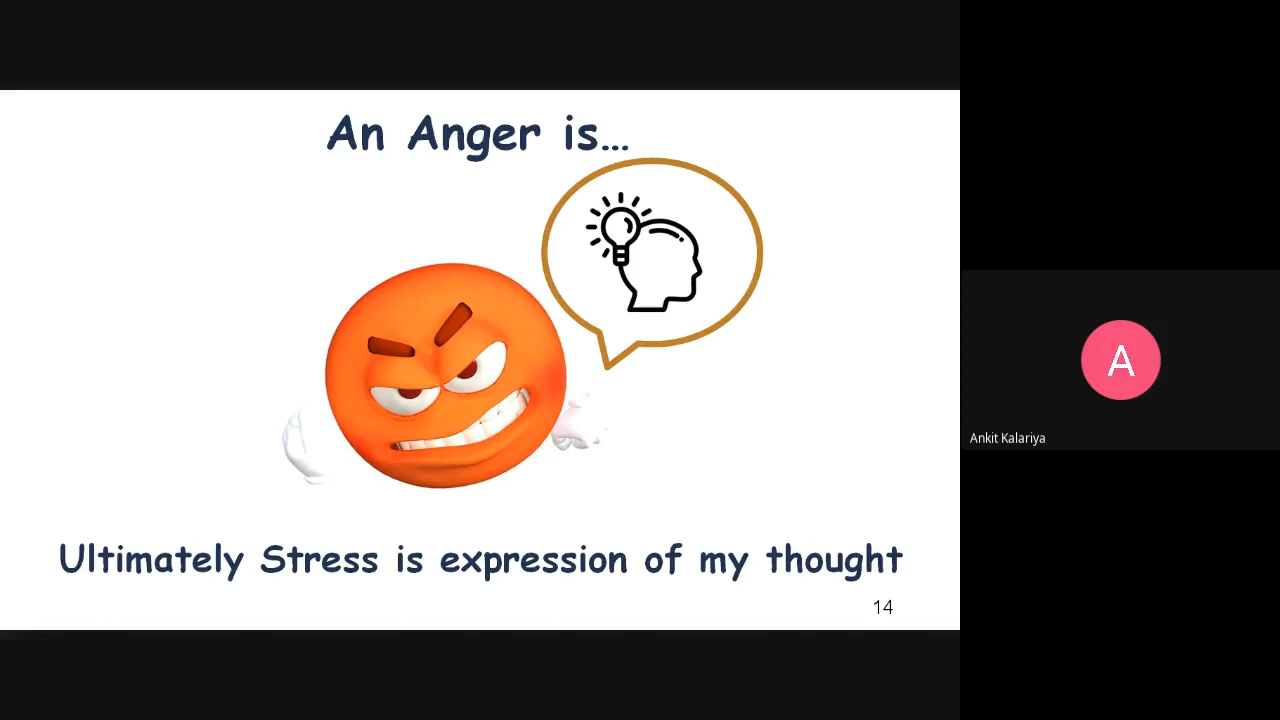 An Anger is...
Ultimately Stress is expression of my thought
14
A
Ankit Kalariya